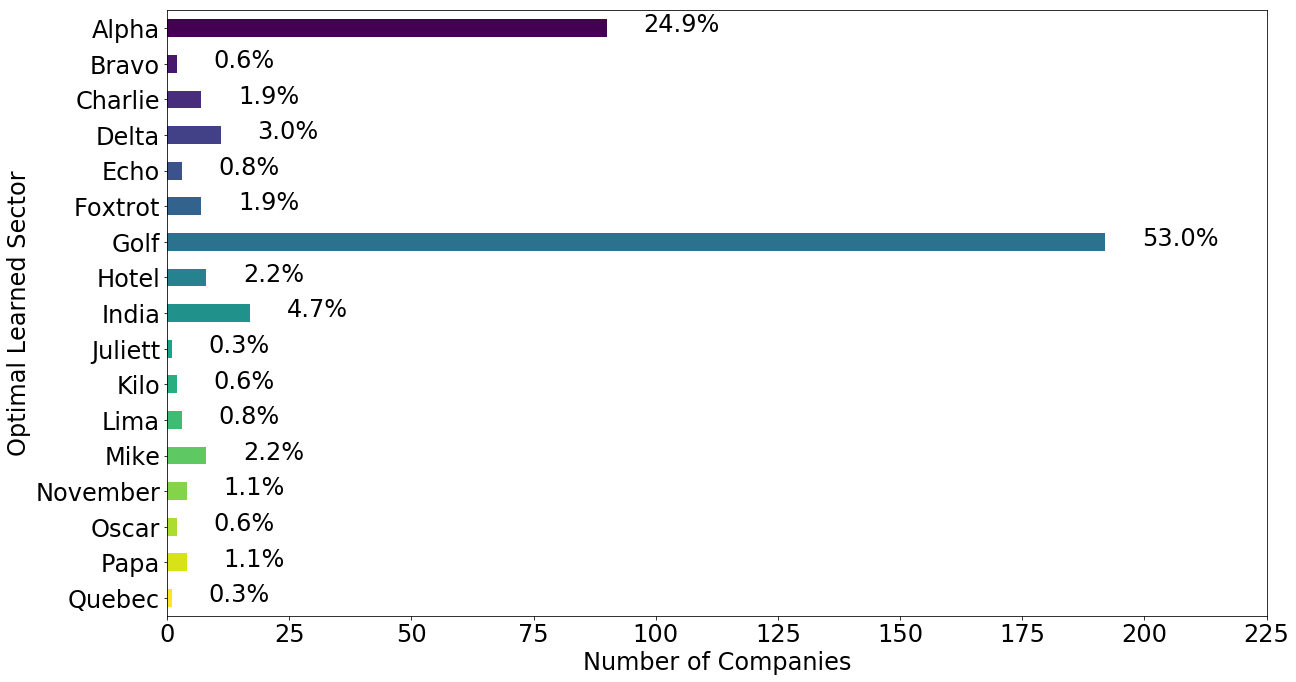 Optimal Learned Sector
Alpha 24.9%
Bravo 0.6%
Charlie 1.9%
Delta 3.0%
Echo 0.8%
Foxtrot 1.9%
Golf 53.0%
Hotel 2.2%
India 4.7%
Juliett 0.3%
Kilo 0.6%
Lima 0.8%
Mike 2.2%
November 1.1%
Oscar 0.6%
Papa 1.1%
Quebec 0.3%
0 25 50 75 100 125 150 175 200 225
Number of Companies